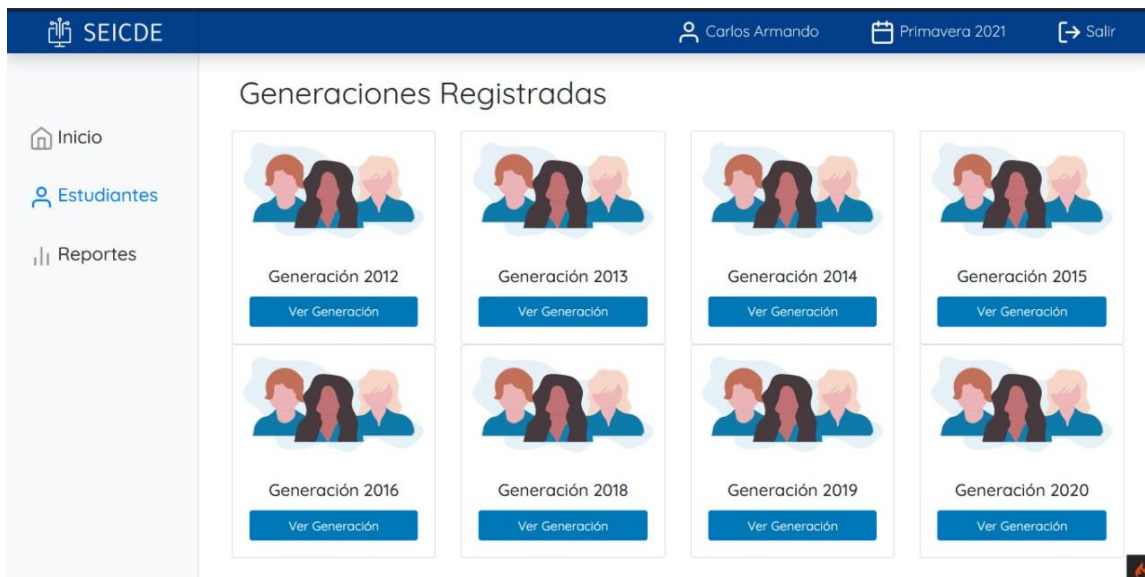 SEICDE
Carlos Armando
Primavera 2021
Salir
Inicio
Estudiantes
Reportes
Generaciones Registradas
Generación 2012
Generación 2013
Generación 2014
Generación 2015
Ver Generación
Ver Generación
Ver Generación
Ver Generación
Generación 2016
Generación 2018
Generación 2019
Generación 2020
Ver Generación
Ver Generación
Ver Generación
Ver Generación